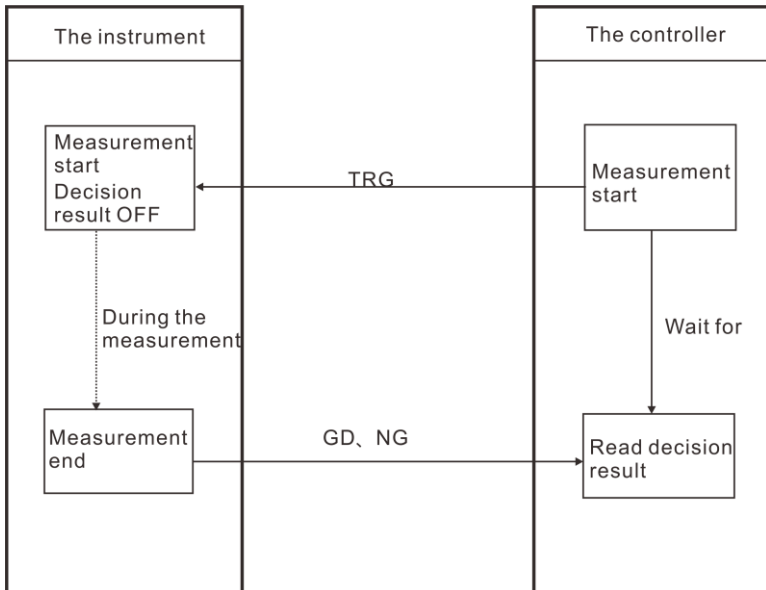 The instrument
The controller
Measurement
start
Decision
result OFF
TRG
Measurement
start
During the
measurement
Wait for
Measurement
end
GD、NG
Read decision
result